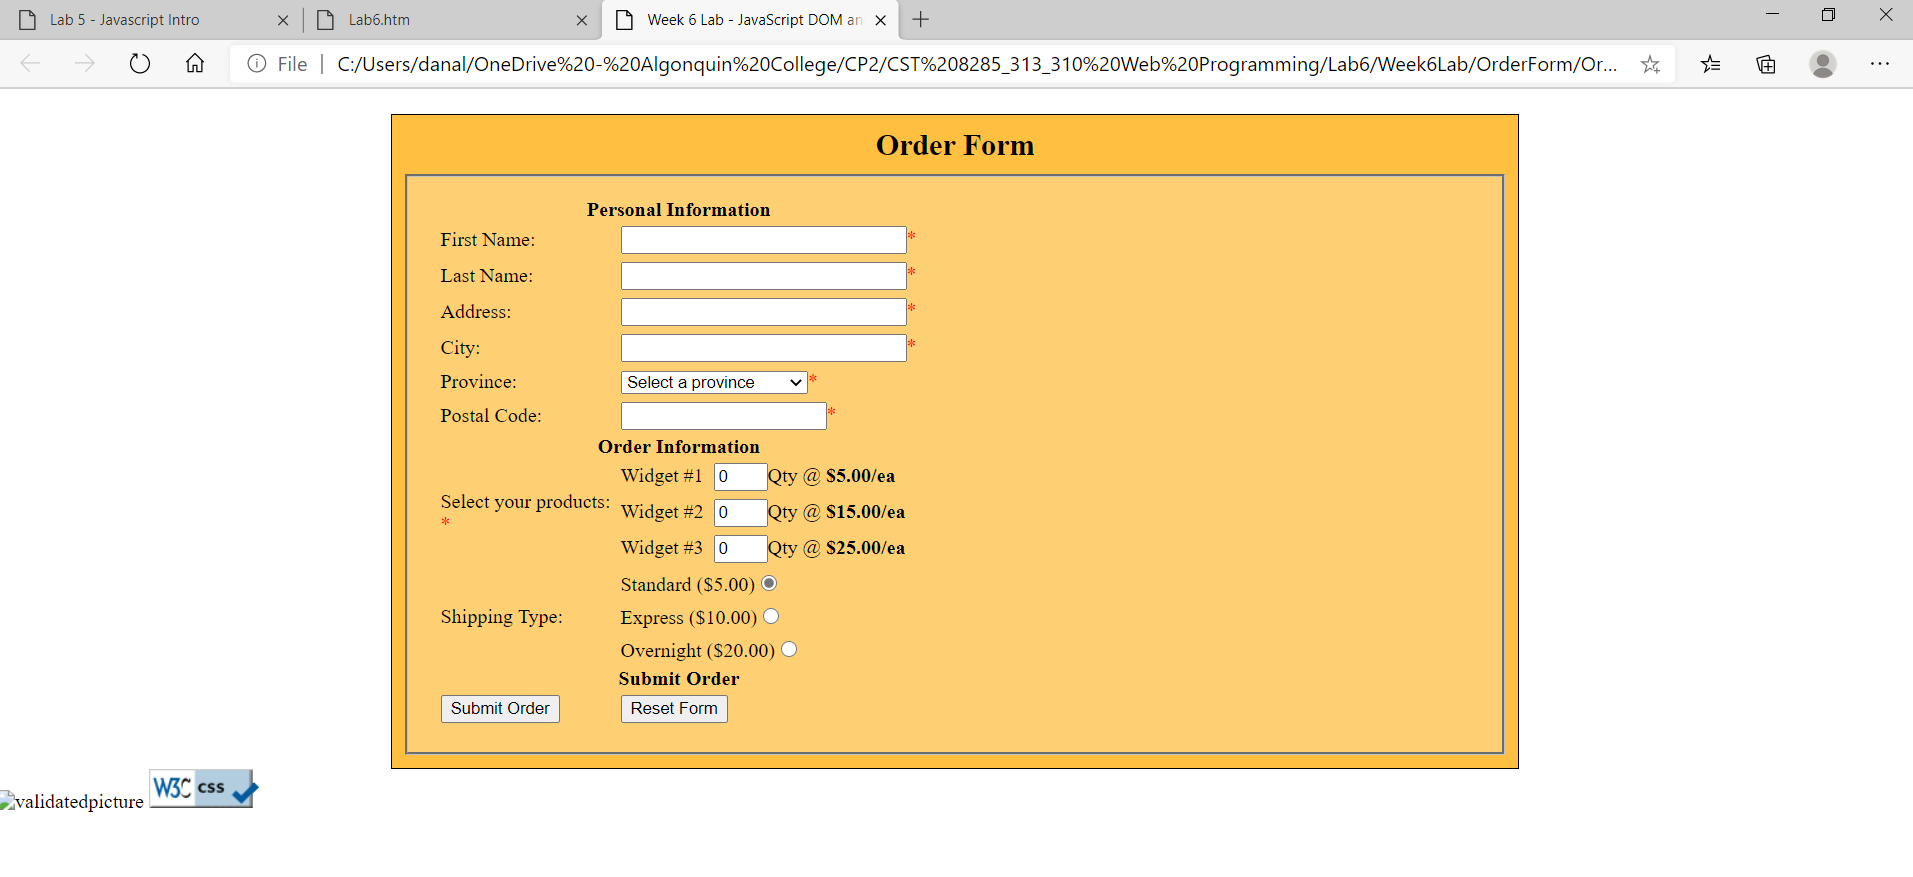 Lab 5 - Javascript Intro
Lab6.htm
Week 6 Lab - JavaScript DOM an
File | C:/Users/danal/OneDrive%20-%20Algonquin%20College/CP2/CST%208285_313_310%20Web%20Programming/Lab6/Week6Lab/OrderForm/Or...
Order Form
Personal Information
First Name: *
Last Name: *
Address: *
City: *
Province: Select a province *
Postal Code: *
Order Information
Select your products: *
Widget #1 0 Qty @ $5.00/ea
Widget #2 0 Qty @ $15.00/ea
Widget #3 0 Qty @ $25.00/ea
Shipping Type:
Standard ($5.00)
Express ($10.00)
Overnight ($20.00)
Submit Order
Submit Order Reset Form
validatedpicture W3C css